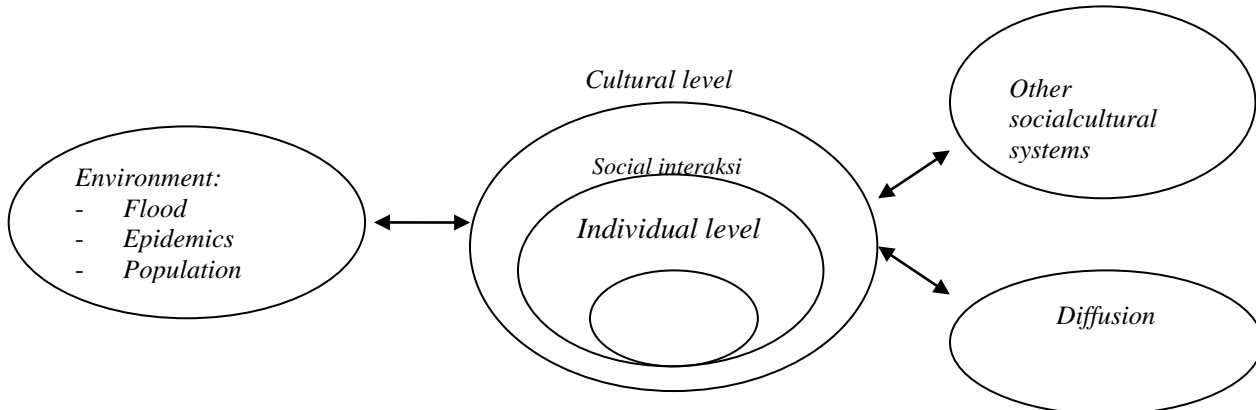 Environment:
- Flood
- Epidemics
- Population
Cultural level
Social interaksi
Individual level
Other
socialcultural
systems
Diffusion